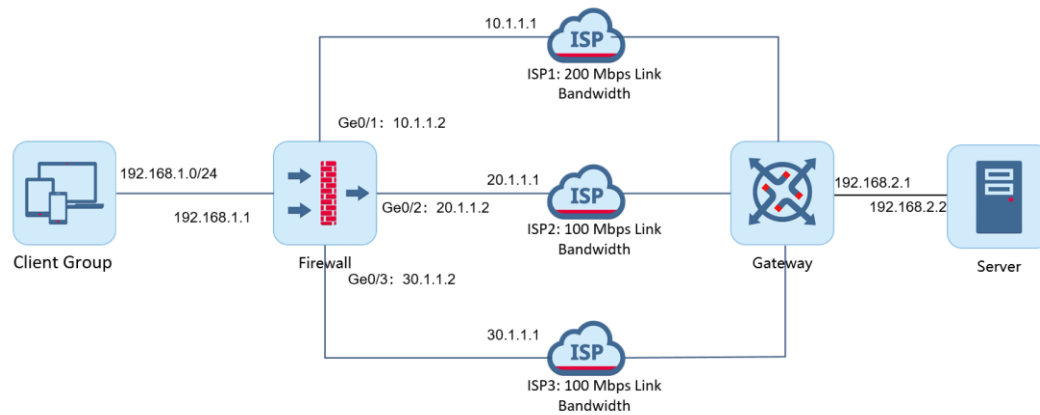 10.1.1.1
ISP
ISP1: 200 Mbps Link
Bandwidth
Ge0/1: 10.1.1.2
192.168.1.0/24
192.168.1.1
Client Group
Firewall
20.1.1.1
Ge0/2: 20.1.1.2
ISP
ISP2: 100 Mbps Link
Bandwidth
192.168.2.1
192.168.2.2
Gateway
Server
Ge0/3: 30.1.1.2
30.1.1.1
ISP
ISP3: 100 Mbps Link
Bandwidth